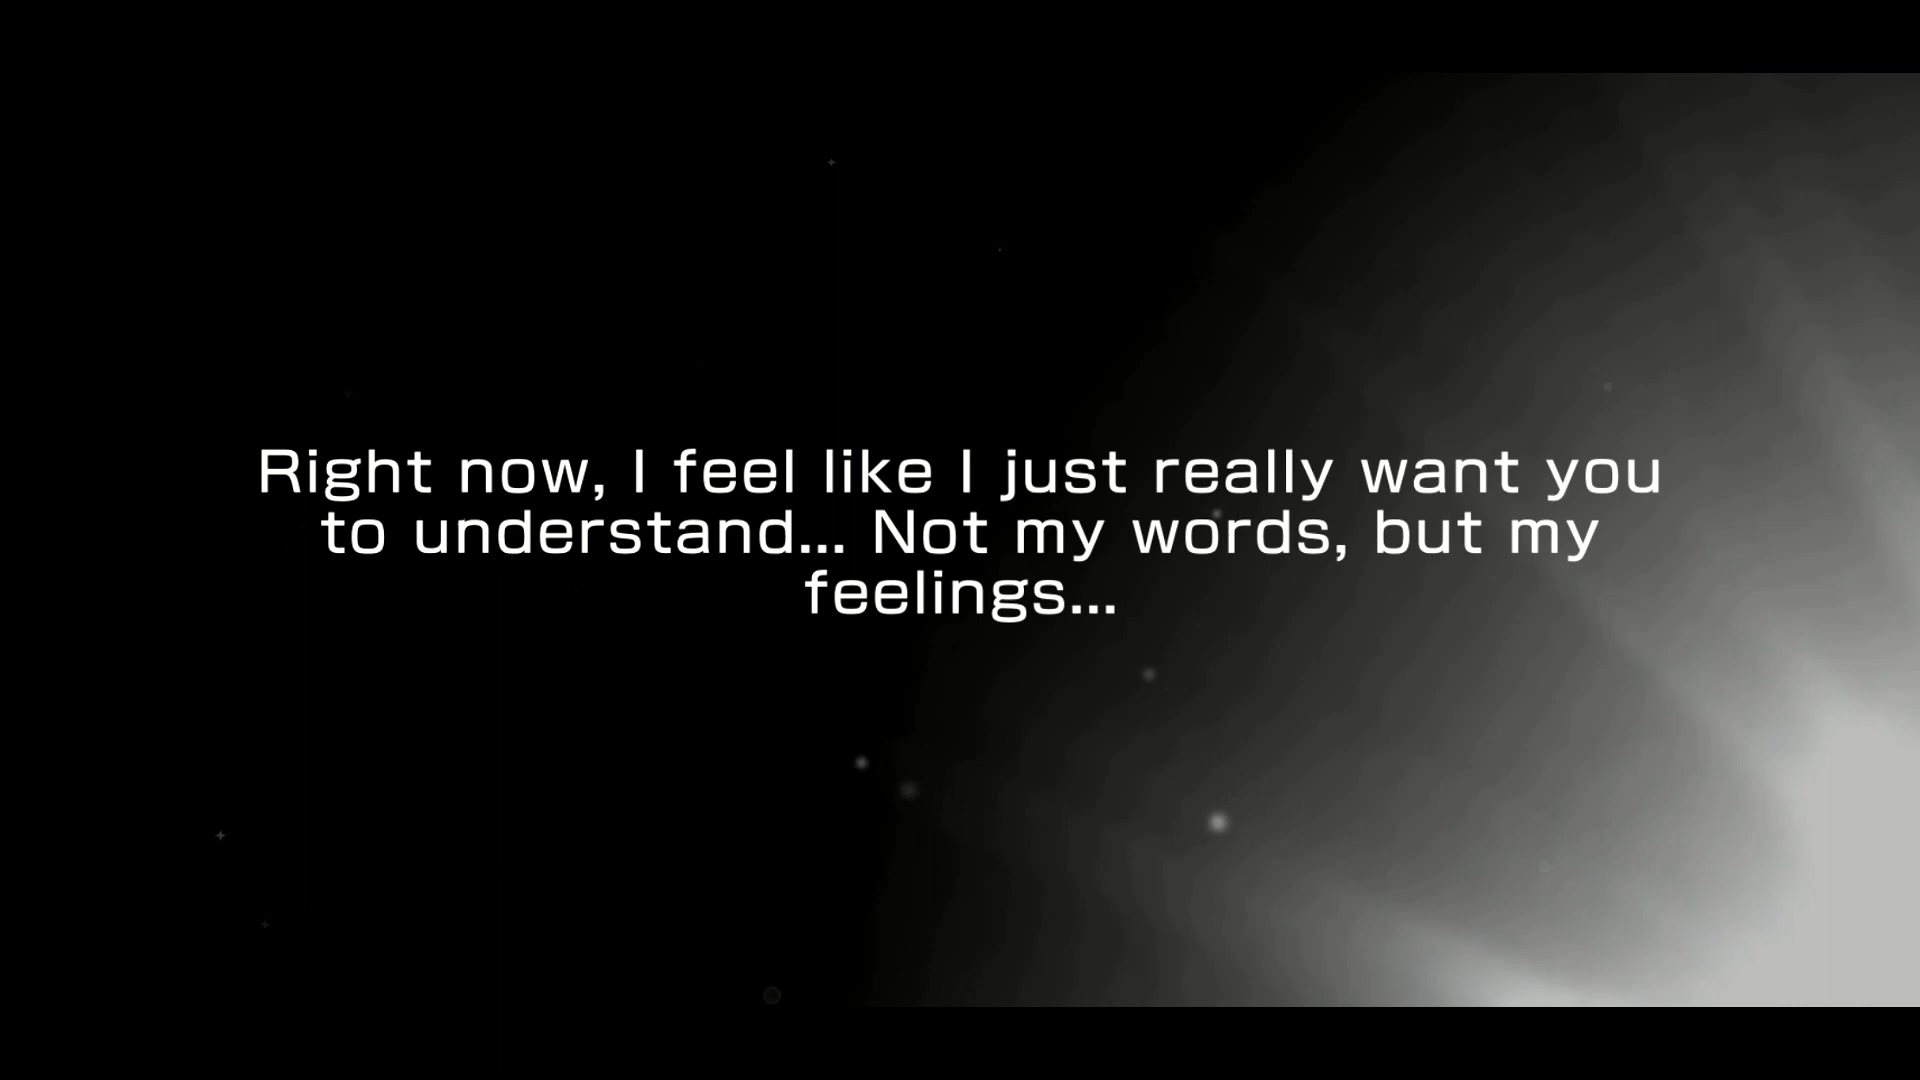 Right now, I feel like I just really want you
to understand... Not my words, but my
feelings...